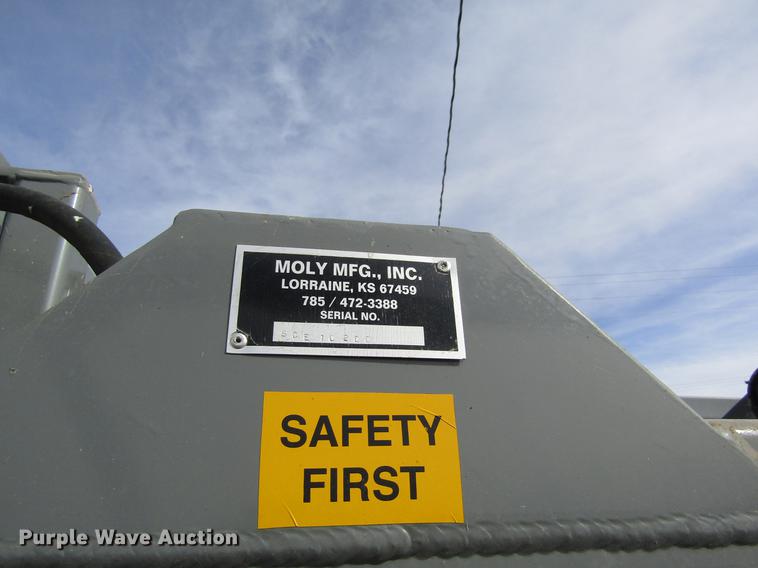 MOLY MFG., INC.
LORRAINE, KS 67459
785 / 472-3388
SERIAL NO.
SAFETY
FIRST
Purple Wave Auction